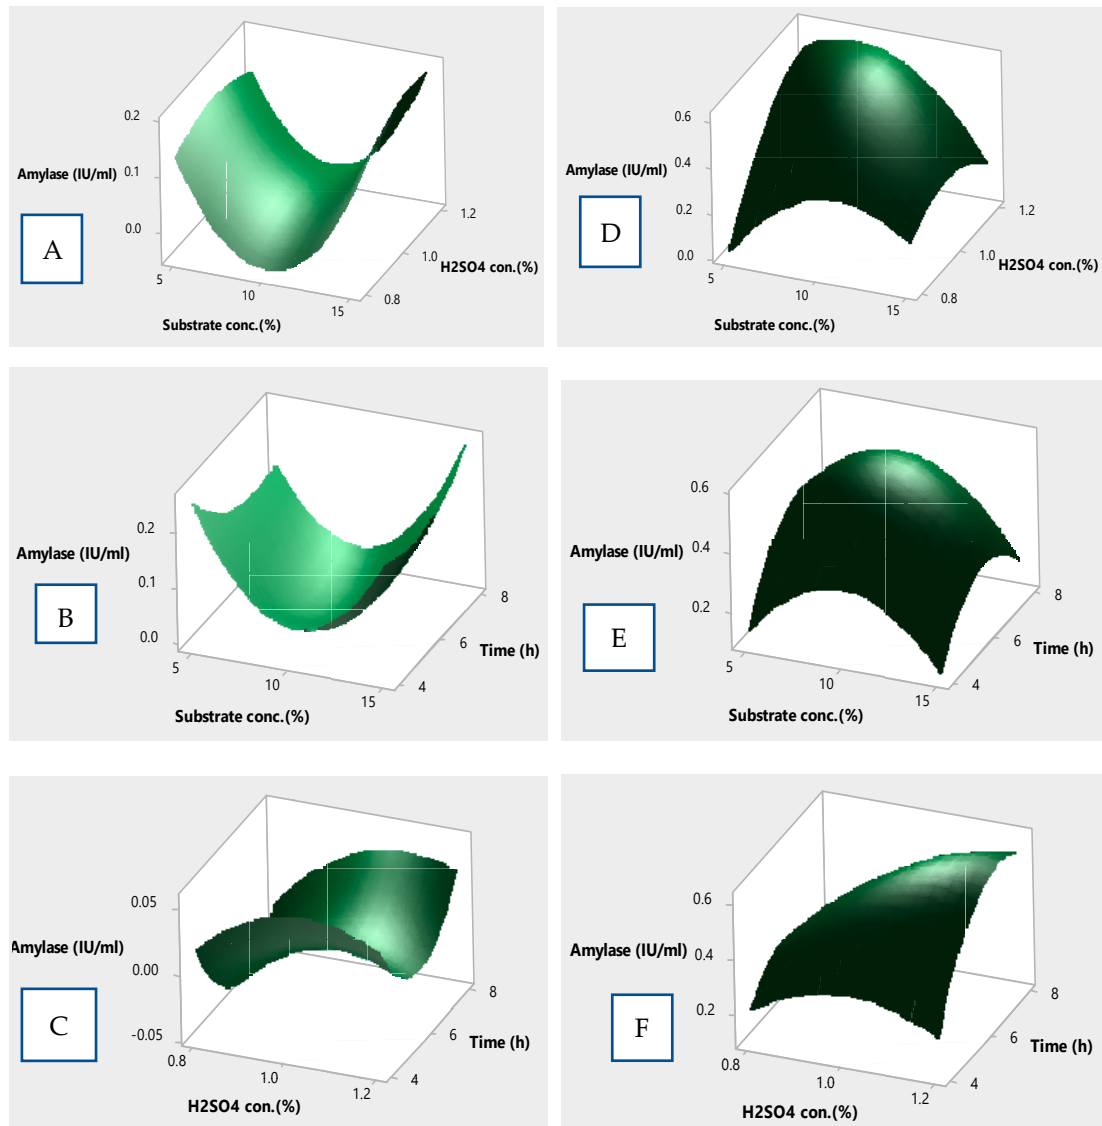 0.2
Amylase (IU/ml)
0.1
0.0
A
5
10
15
Substrate conc.(%)
0.8
1.0
1.2
H2SO4 con.(%)
0.6
Amylase (IU/ml)
0.4
0.2
0.0
D
5
10
15
Substrate conc.(%)
0.8
1.0
1.2
H2SO4 con.(%)
0.2
Amylase (IU/ml)
0.1
0.0
B
5
10
15
Substrate conc.(%)
4
6
8
Time (h)
0.6
Amylase (IU/ml)
0.4
0.2
E
5
10
15
Substrate conc.(%)
4
6
8
Time (h)
0.05
Amylase (IU/ml)
0.00
-0.05
C
0.8
1.0
1.2
H2SO4 con.(%)
4
6
8
Time (h)
0.6
Amylase (IU/ml)
0.4
0.2
F
0.8
1.0
1.2
H2SO4 con.(%)
4
6
8
Time (h)